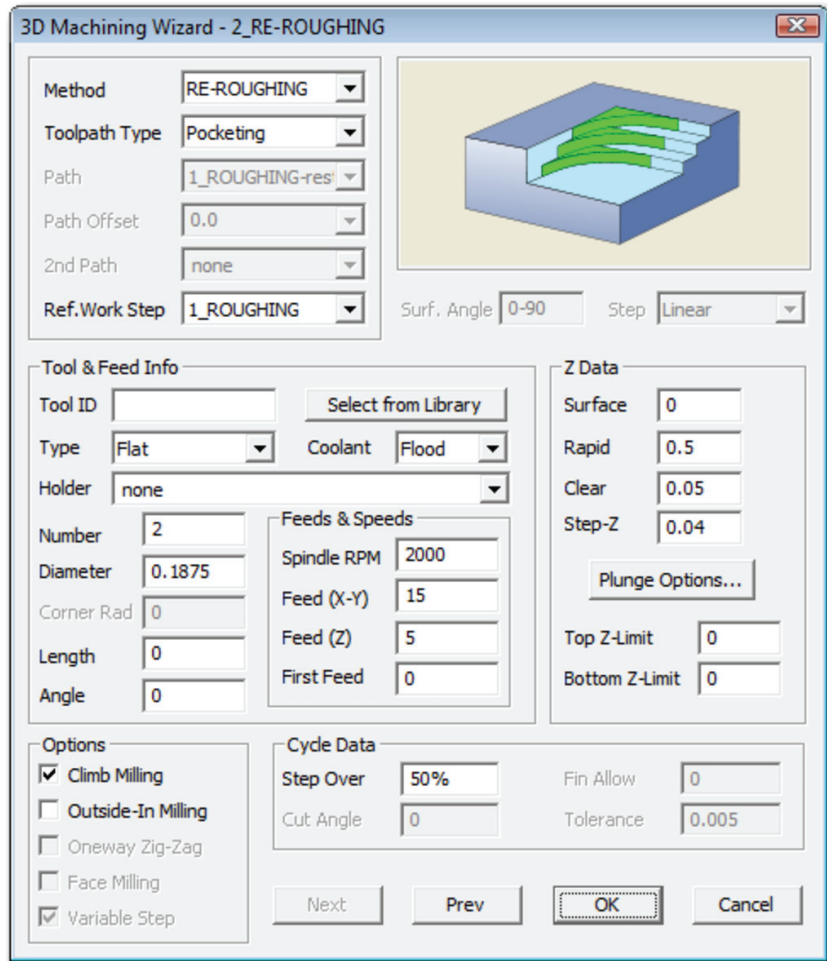 3D Machining Wizard - 2_RE-ROUGHING
Method RE-ROUGHING
Toolpath Type Pocketing
Path 1_ROUGHING-res
Path Offset 0.0
2nd Path none
Ref.Work Step 1_ROUGHING
Surf. Angle 0-90 Step Linear
Tool & Feed Info
Tool ID Select from Library
Type Flat Coolant Flood
Holder none
Number 2
Diameter 0.1875
Corner Rad 0
Length 0
Angle 0
Feeds & Speeds
Spindle RPM 2000
Feed (X-Y) 15
Feed (Z) 5
First Feed 0
Z Data
Surface 0
Rapid 0.5
Clear 0.05
Step-Z 0.04
Plunge Options...
Top Z-Limit 0
Bottom Z-Limit 0
Options
Climb Milling
Outside-In Milling
Oneway Zig-Zag
Face Milling
Variable Step
Cycle Data
Step Over 50% Fin Allow 0
Cut Angle 0 Tolerance 0.005
Next Prev OK Cancel